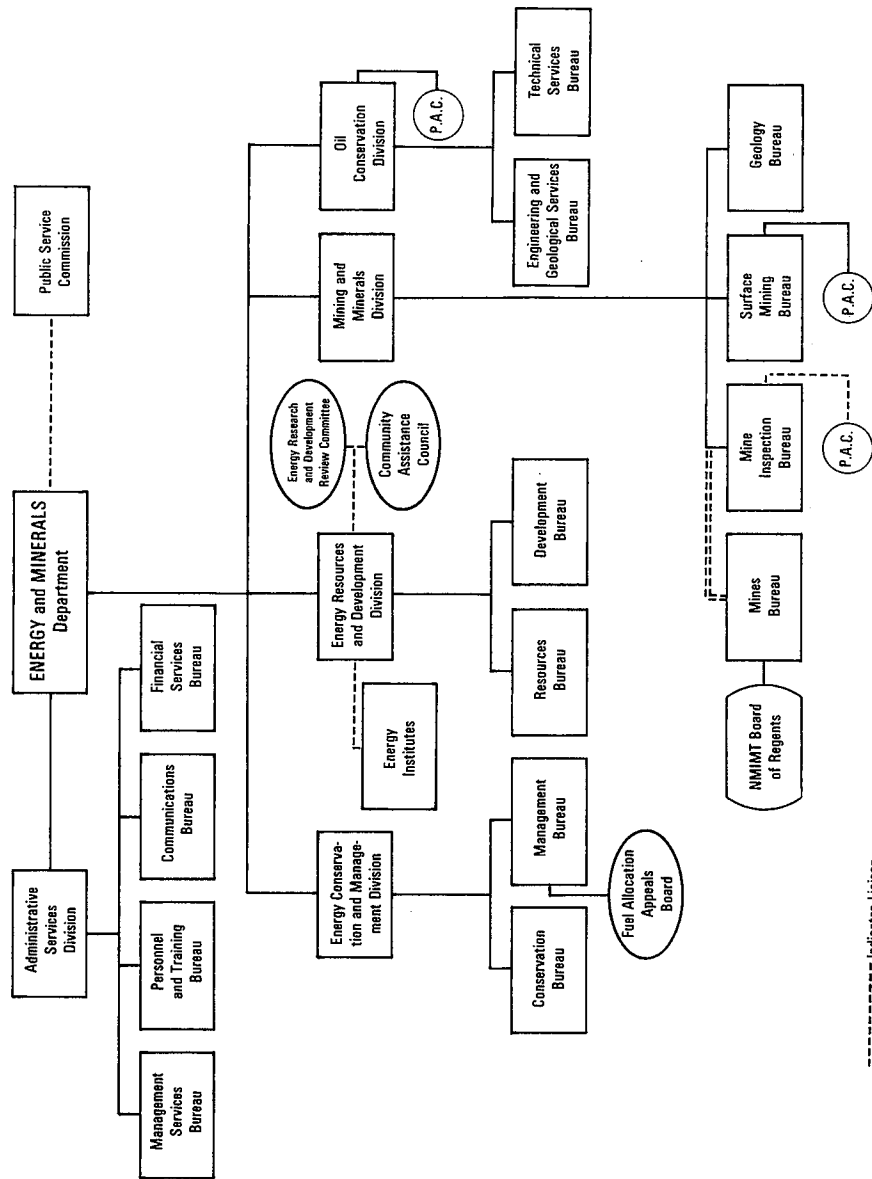 ENERGY and MINERALS
Department
Public Service
Commission
Administrative
Services
Division
Management
Services
Bureau
Personnel
and Training
Bureau
Communications
Bureau
Financial
Services
Bureau
Energy Conserva-
tion and Manage-
ment Division
Energy Resources
and Development
Division
Mining and
Minerals
Division
Oil
Conservation
Division
Energy
Institutes
Energy Research
and Development
Review Committee
Community
Assistance
Council
P.A.C.
Conservation
Bureau
Management
Bureau
Fuel Allocation
Appeals
Board
Resources
Bureau
Development
Bureau
Engineering and
Geological Services
Bureau
Technical
Services
Bureau
NMIMT Board
of Regents
Mines
Bureau
Mine
Inspection
Bureau
Surface
Mining
Bureau
Geology
Bureau
P.A.C.
P.A.C.
Indicates Liaison